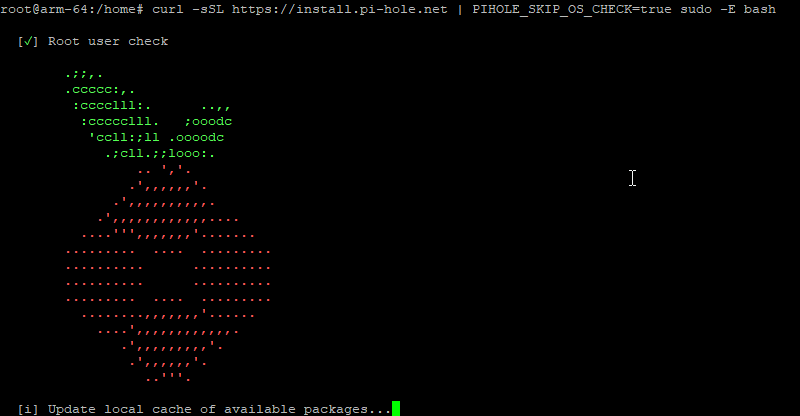 root@arm-64:/home# curl -sSL https://install.pi-hole.net | PIHOLE_SKIP_OS_CHECK=true sudo -E bash
[✓] Root user check
.;;,.
.ccccc:,.
:cccclll:.      ..,,
:ccccclll.   ;ooodc
'ccll:;ll .oooodc
.;cll.;;looo:.
.. ','.
.',,,,,,'.
.',,,,,,,,,,.
.',,,,,,,,,,,,....
....''',,,,,,,'.......
.........  ....  .........
..........      ..........
..........      ..........
.........  ....  .........
........,,,,,,,'......
....',,,,,,,,,,,,.
.',,,,,,,,,'.
.',,,,,,'.
..'''.
[i] Update local cache of available packages...